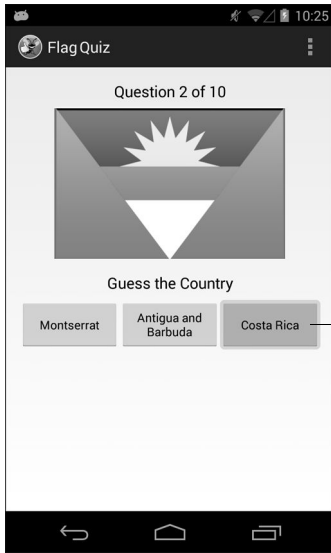 10:25
Flag Quiz
Question 2 of 10
Guess the Country
Montserrat
Antigua and
Barbuda
Costa Rica